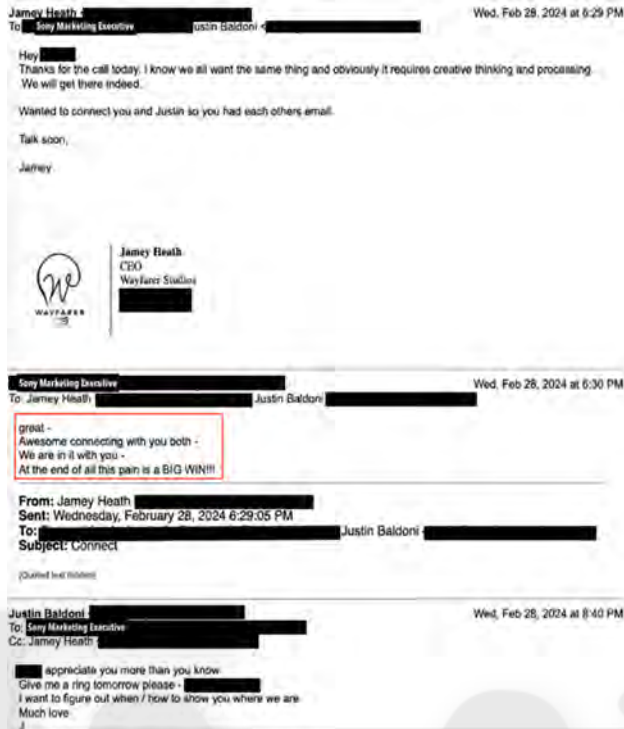 Jamey Heath
Wed, Feb 28, 2024 at 6:29 PM
To: Sony Marketing Executive Justin Baldoni <
Hey
Thanks for the call today. I know we all want the same thing and obviously it requires creative thinking and processing.
We will get there indeed.
Wanted to connect you and Justin so you had each others email.
Talk soon,
Jamey
Jamey Heath
CEO
Wayfarer Studios
WAYFARER
Sony Marketing Executive
Wed, Feb 28, 2024 at 6:30 PM
To: Jamey Heath Justin Baldoni
great -
Awesome connecting with you both -
We are in it with you -
At the end of all this pain is a BIG WIN!!!
From: Jamey Heath
Sent: Wednesday, February 28, 2024 6:29:05 PM
To: Justin Baldoni
Subject: Connect
[Quoted text hidden]
Justin Baldoni
Wed, Feb 28, 2024 at 8:40 PM
To: Sony Marketing Executive
Cc: Jamey Heath
appreciate you more than you know
Give me a ring tomorrow please -
I want to figure out when / how to show you where we are
Much love
J